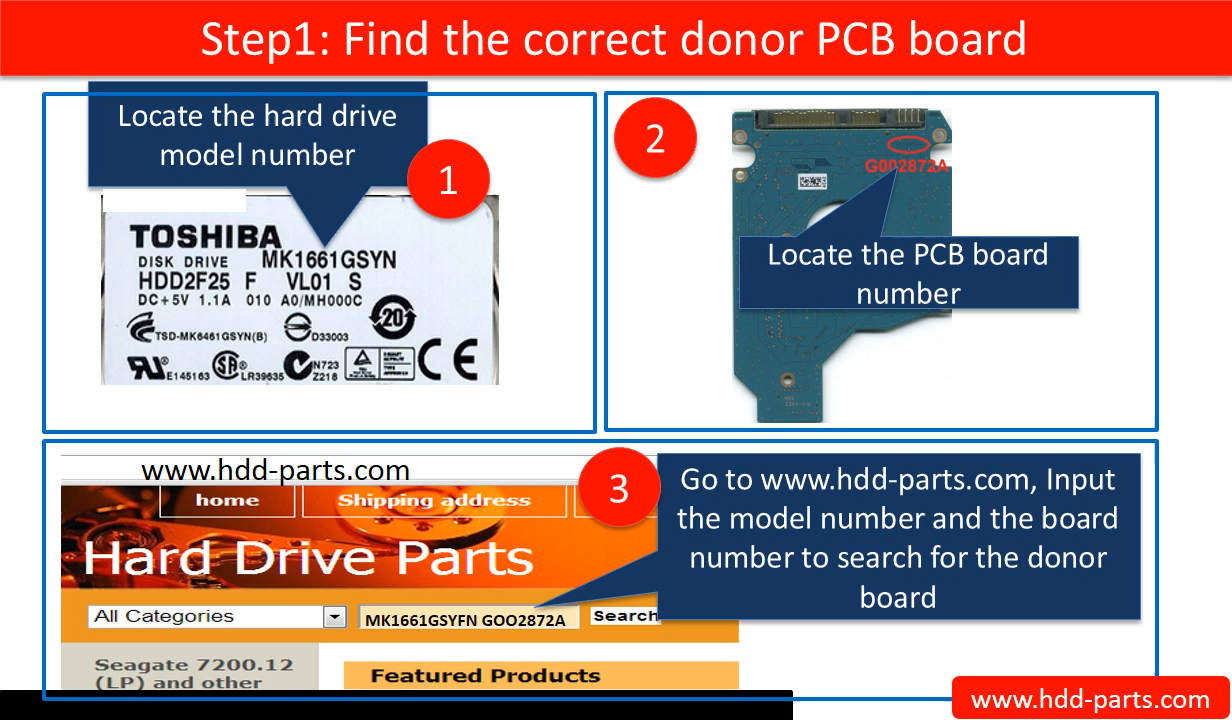 Step1: Find the correct donor PCB board
Locate the hard drive
model number
1
TOSHIBA
DISK DRIVE MK1661GSYN
HDD2F25 F VL01 S
DC+5V 1.1A 010 A0/MH000C
20
TSD-MK6461GSYN(B)
D33003
E145163
LR39635
N723
Z218
CE
2
G002872A
Locate the PCB board
number
www.hdd-parts.com
home
Shipping address
Hard Drive Parts
All Categories
MK1661GSYFN GOO2872A
Search
Seagate 7200.12
(LP) and other
Featured Products
3
Go to www.hdd-parts.com, Input
the model number and the board
number to search for the donor
board
www.hdd-parts.com